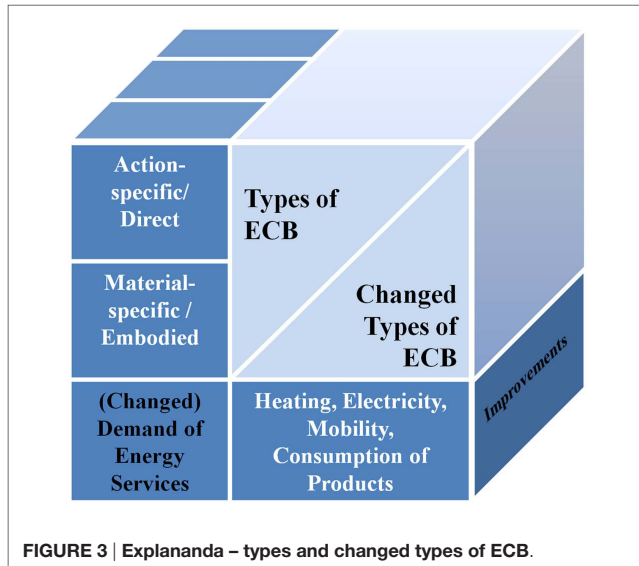 Action-
specific/
Direct
Types of
ECB
Material-
specific /
Embodied
Changed
Types of
ECB
(Changed)
Demand of
Energy
Services
Heating, Electricity,
Mobility,
Consumption of
Products
Improvements
FIGURE 3 | Explananda – types and changed types of ECB.